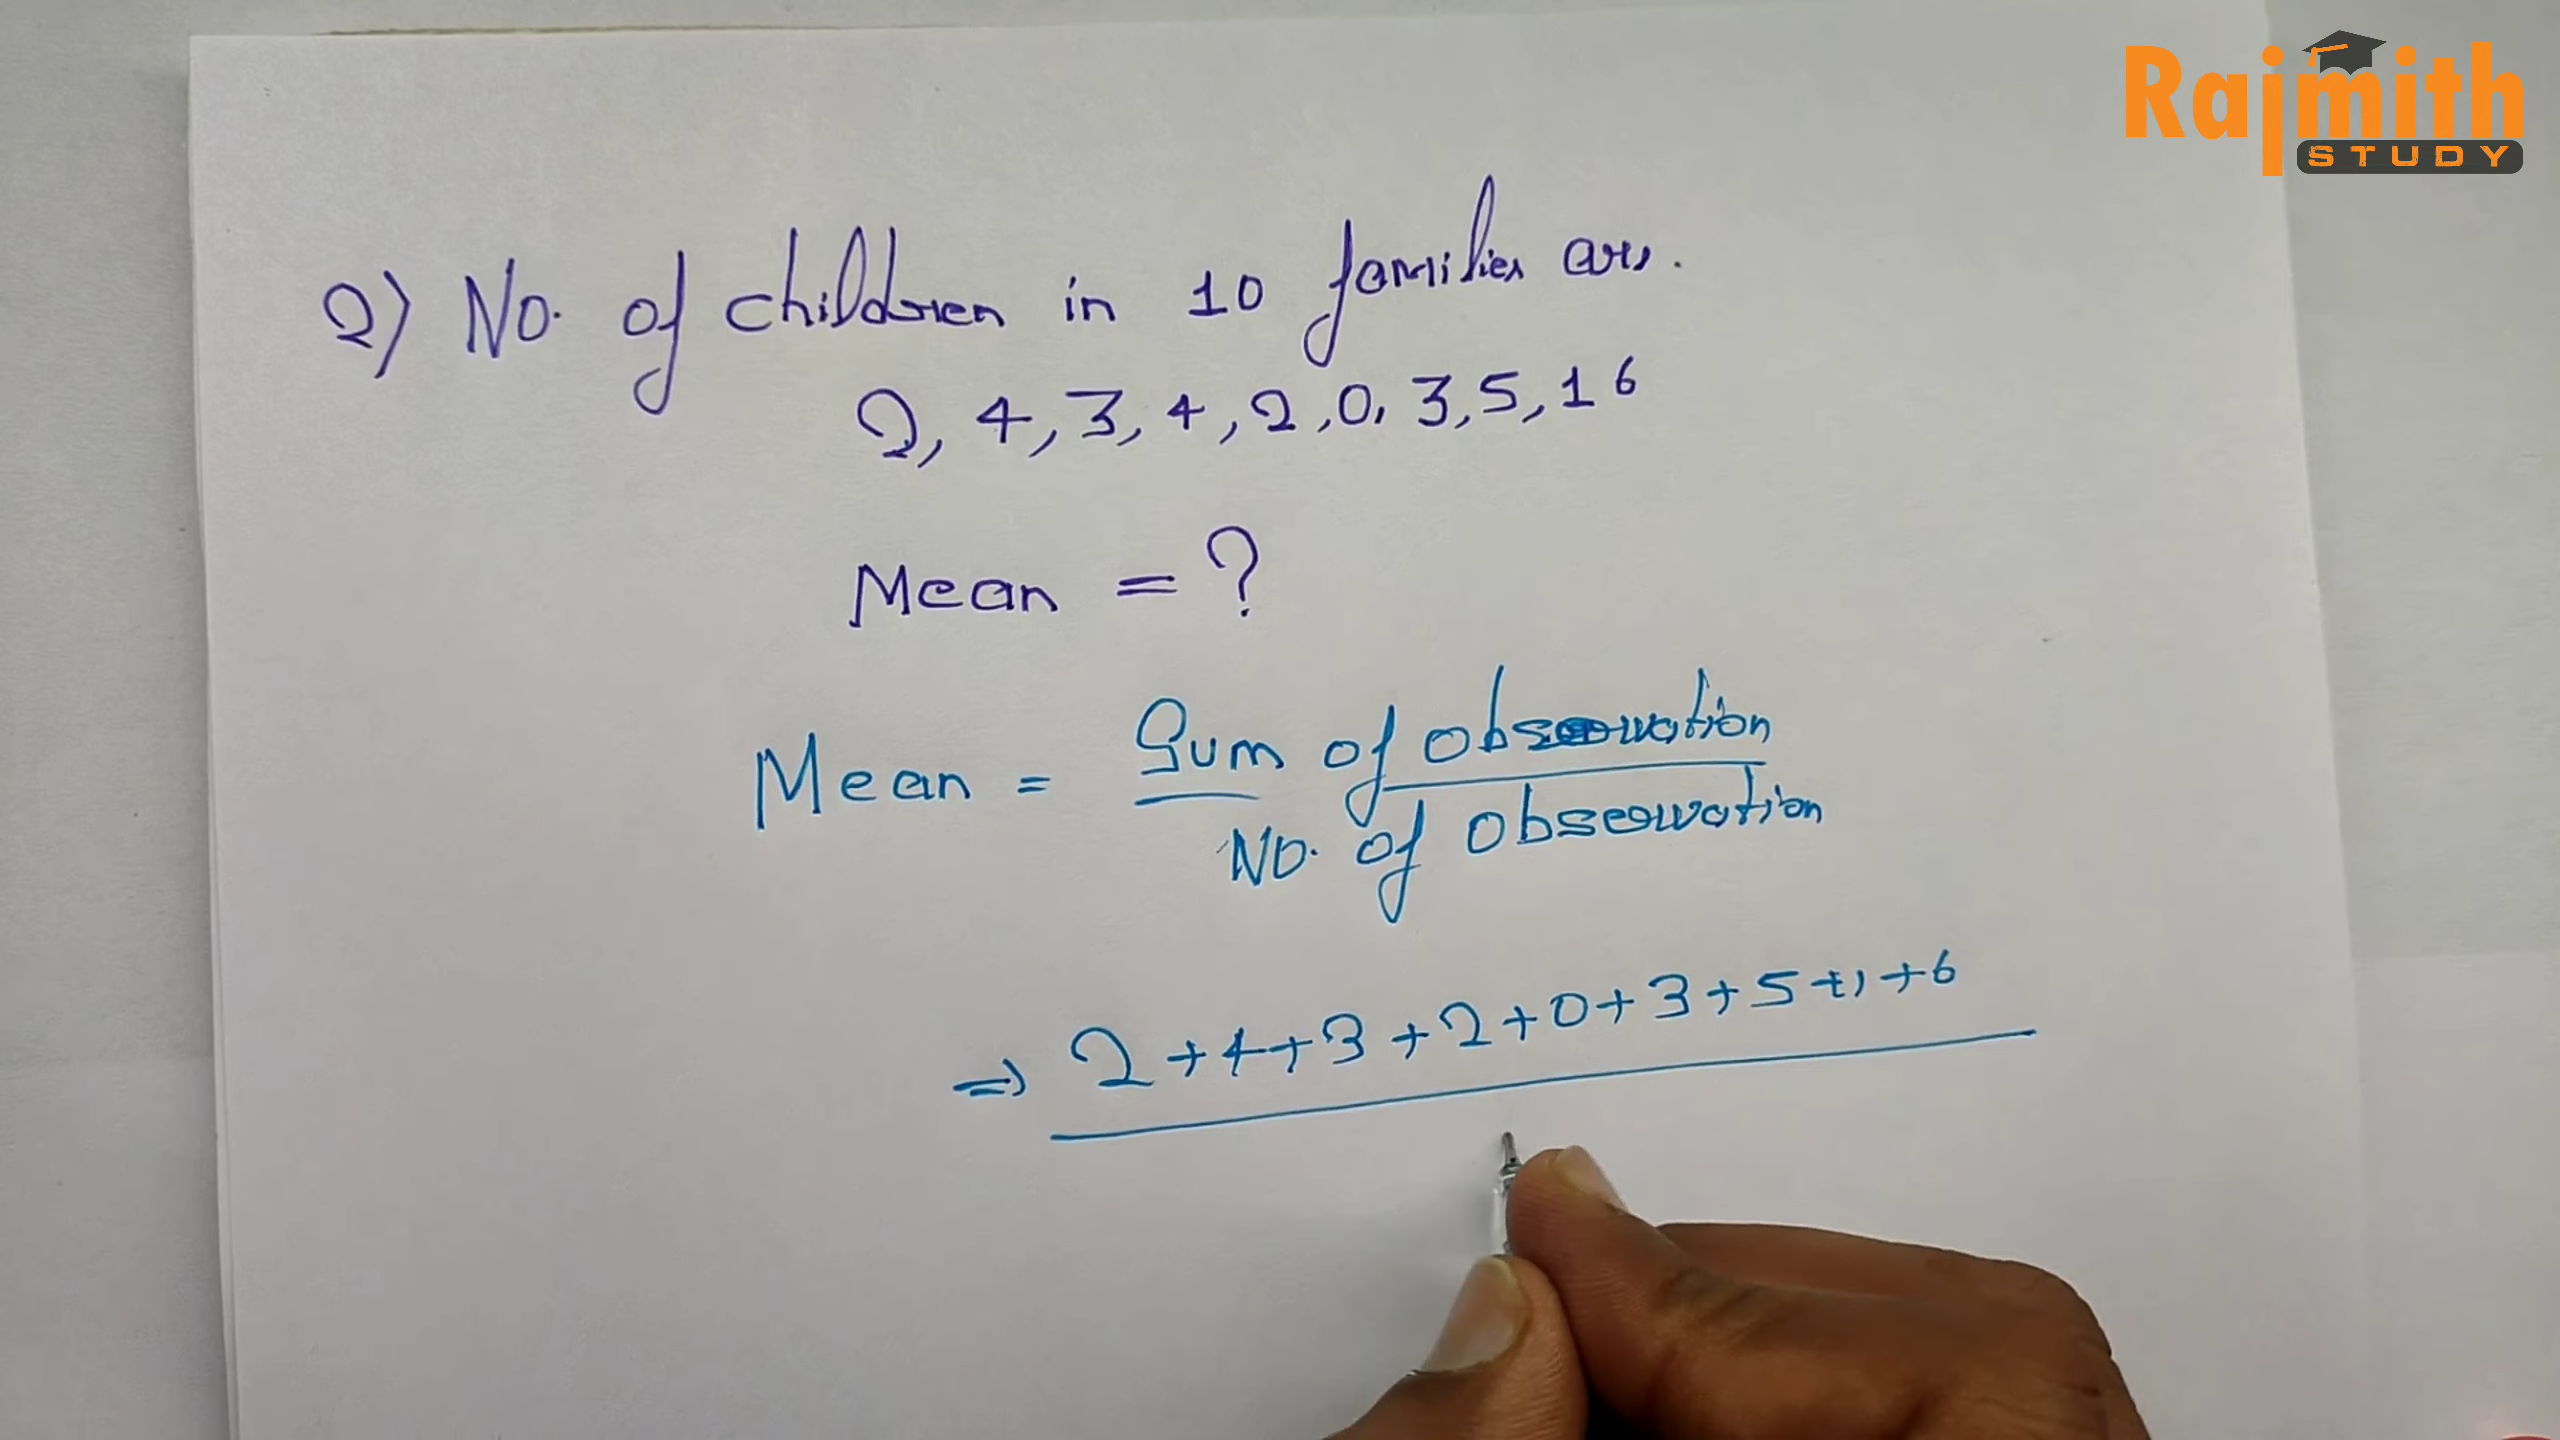 Rajmith
STUDY
2) No. of children in 10 families are.
2, 4, 3, 4, 2, 0, 3, 5, 1 6
Mean = ?
Mean = Sum of observation
No. of observation
⇒ 2+4+3+2+0+3+5+1+6